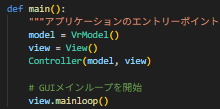 def main():
    """アプリケーションのエントリーポイント
    model = VrModel()
    view = View()
    Controller(model, view)

    # GUIメインループを開始
    view.mainloop()